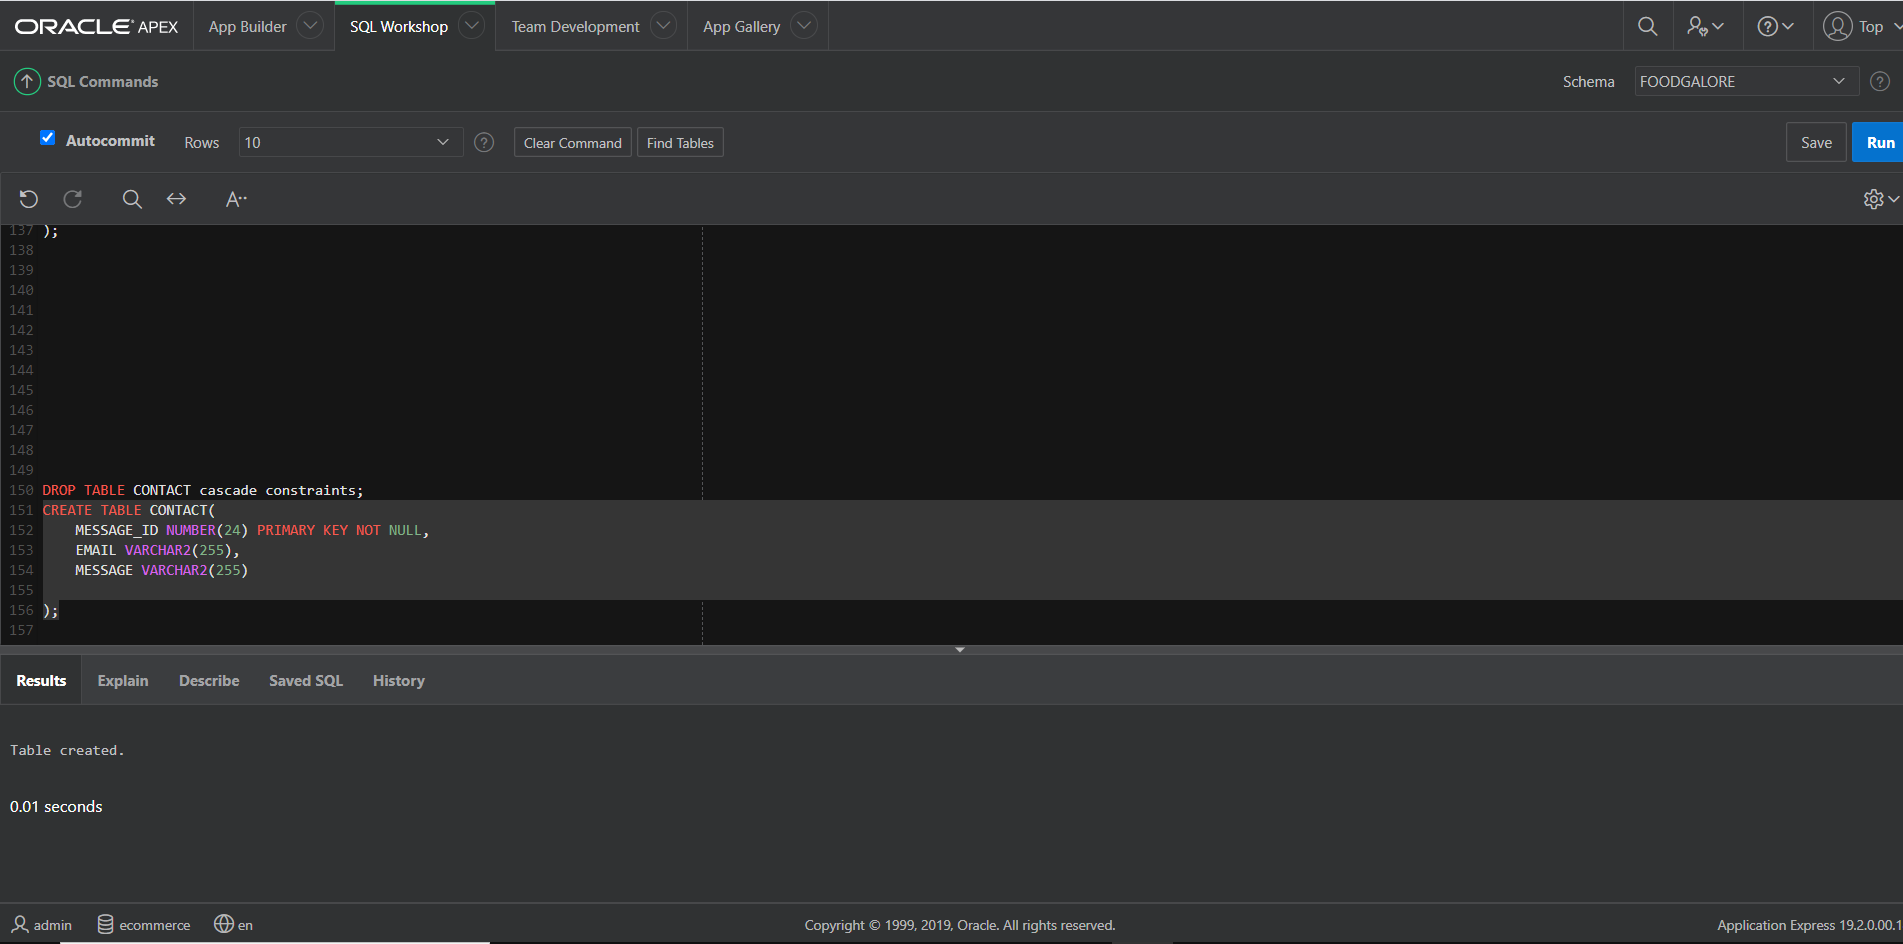 ORACLE APEX App Builder SQL Workshop Team Development App Gallery Top
SQL Commands Schema FOODGALORE
Autocommit Rows 10 Clear Command Find Tables Save Run
A
137 );
138
139
140
141
142
143
144
145
146
147
148
149
150 DROP TABLE CONTACT cascade constraints;
151 CREATE TABLE CONTACT(
152 MESSAGE_ID NUMBER(24) PRIMARY KEY NOT NULL,
153 EMAIL VARCHAR2(255),
154 MESSAGE VARCHAR2(255)
155
156 );
157
Results Explain Describe Saved SQL History
Table created.
0.01 seconds
admin ecommerce en Copyright © 1999, 2019, Oracle. All rights reserved. Application Express 19.2.0.00.1